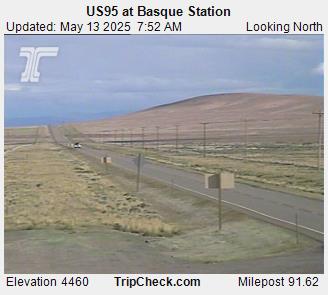 US95 at Basque Station
Updated: May 13 2025 7:52 AM Looking North
Elevation 4460 TripCheck.com Milepost 91.62